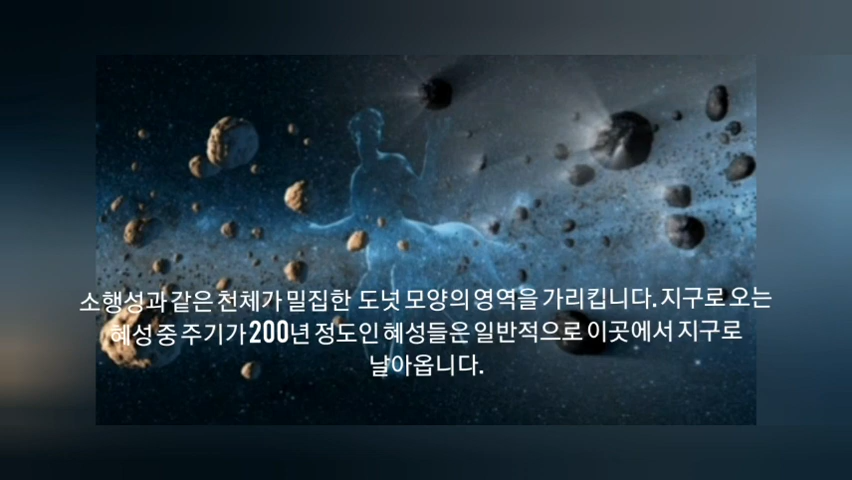 소행성과 같은 천체가 밀집한 도넛 모양의 영역을 가리킵니다. 지구로 오는
혜성 중 주기가 200년 정도인 혜성들은 일반적으로 이곳에서 지구로
날아옵니다.